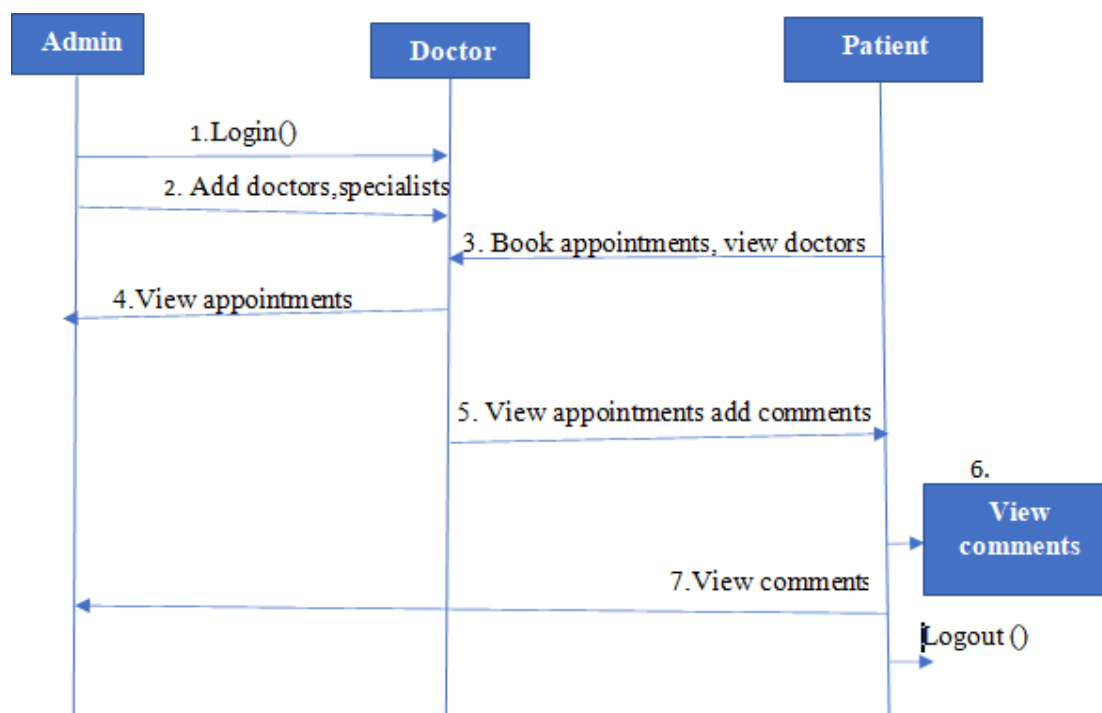 Admin
Doctor
Patient
1.Login()
2. Add doctors,specialists
3. Book appointments, view doctors
4.View appointments
5. View appointments add comments
6.
View
comments
7.View comments
Logout ()